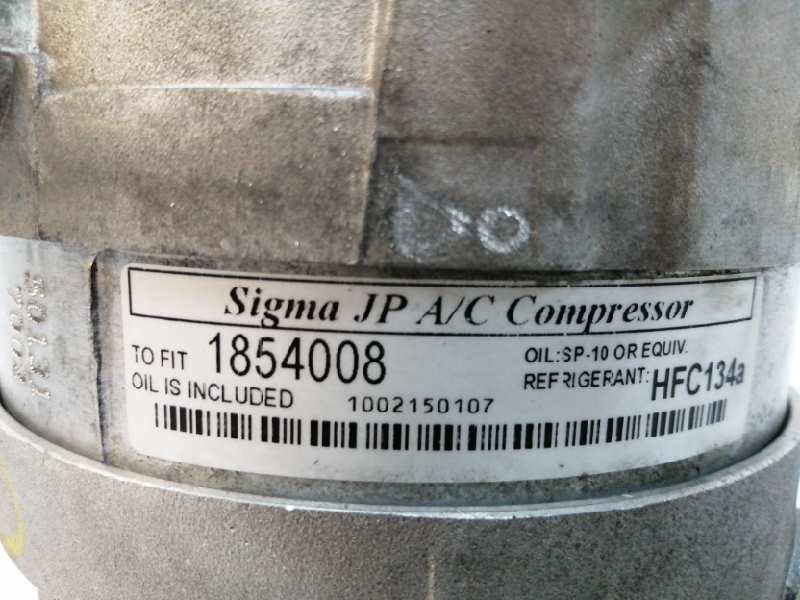 Sigma JP A/C Compressor
TO FIT 1854008
OIL IS INCLUDED
OIL:SP-10 OR EQUIV.
REFRIGERANT: HFC134a
1002150107